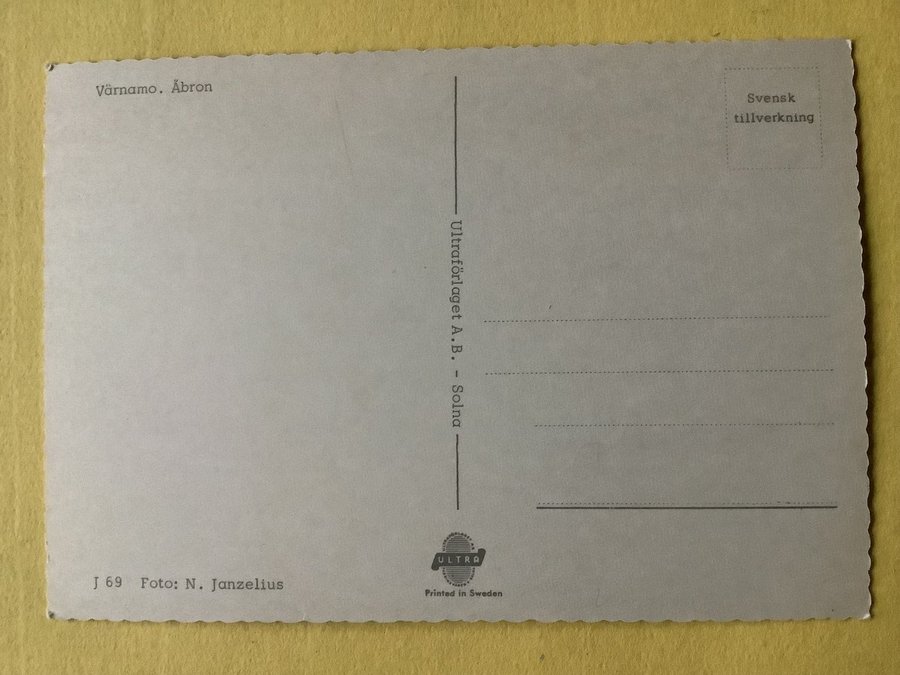 Värnamo. Åbron
Svensk
tillverkning
Ultraförlaget A.B. - Solna
ULTRA
Printed in Sweden
J 69 Foto: N. Janzelius